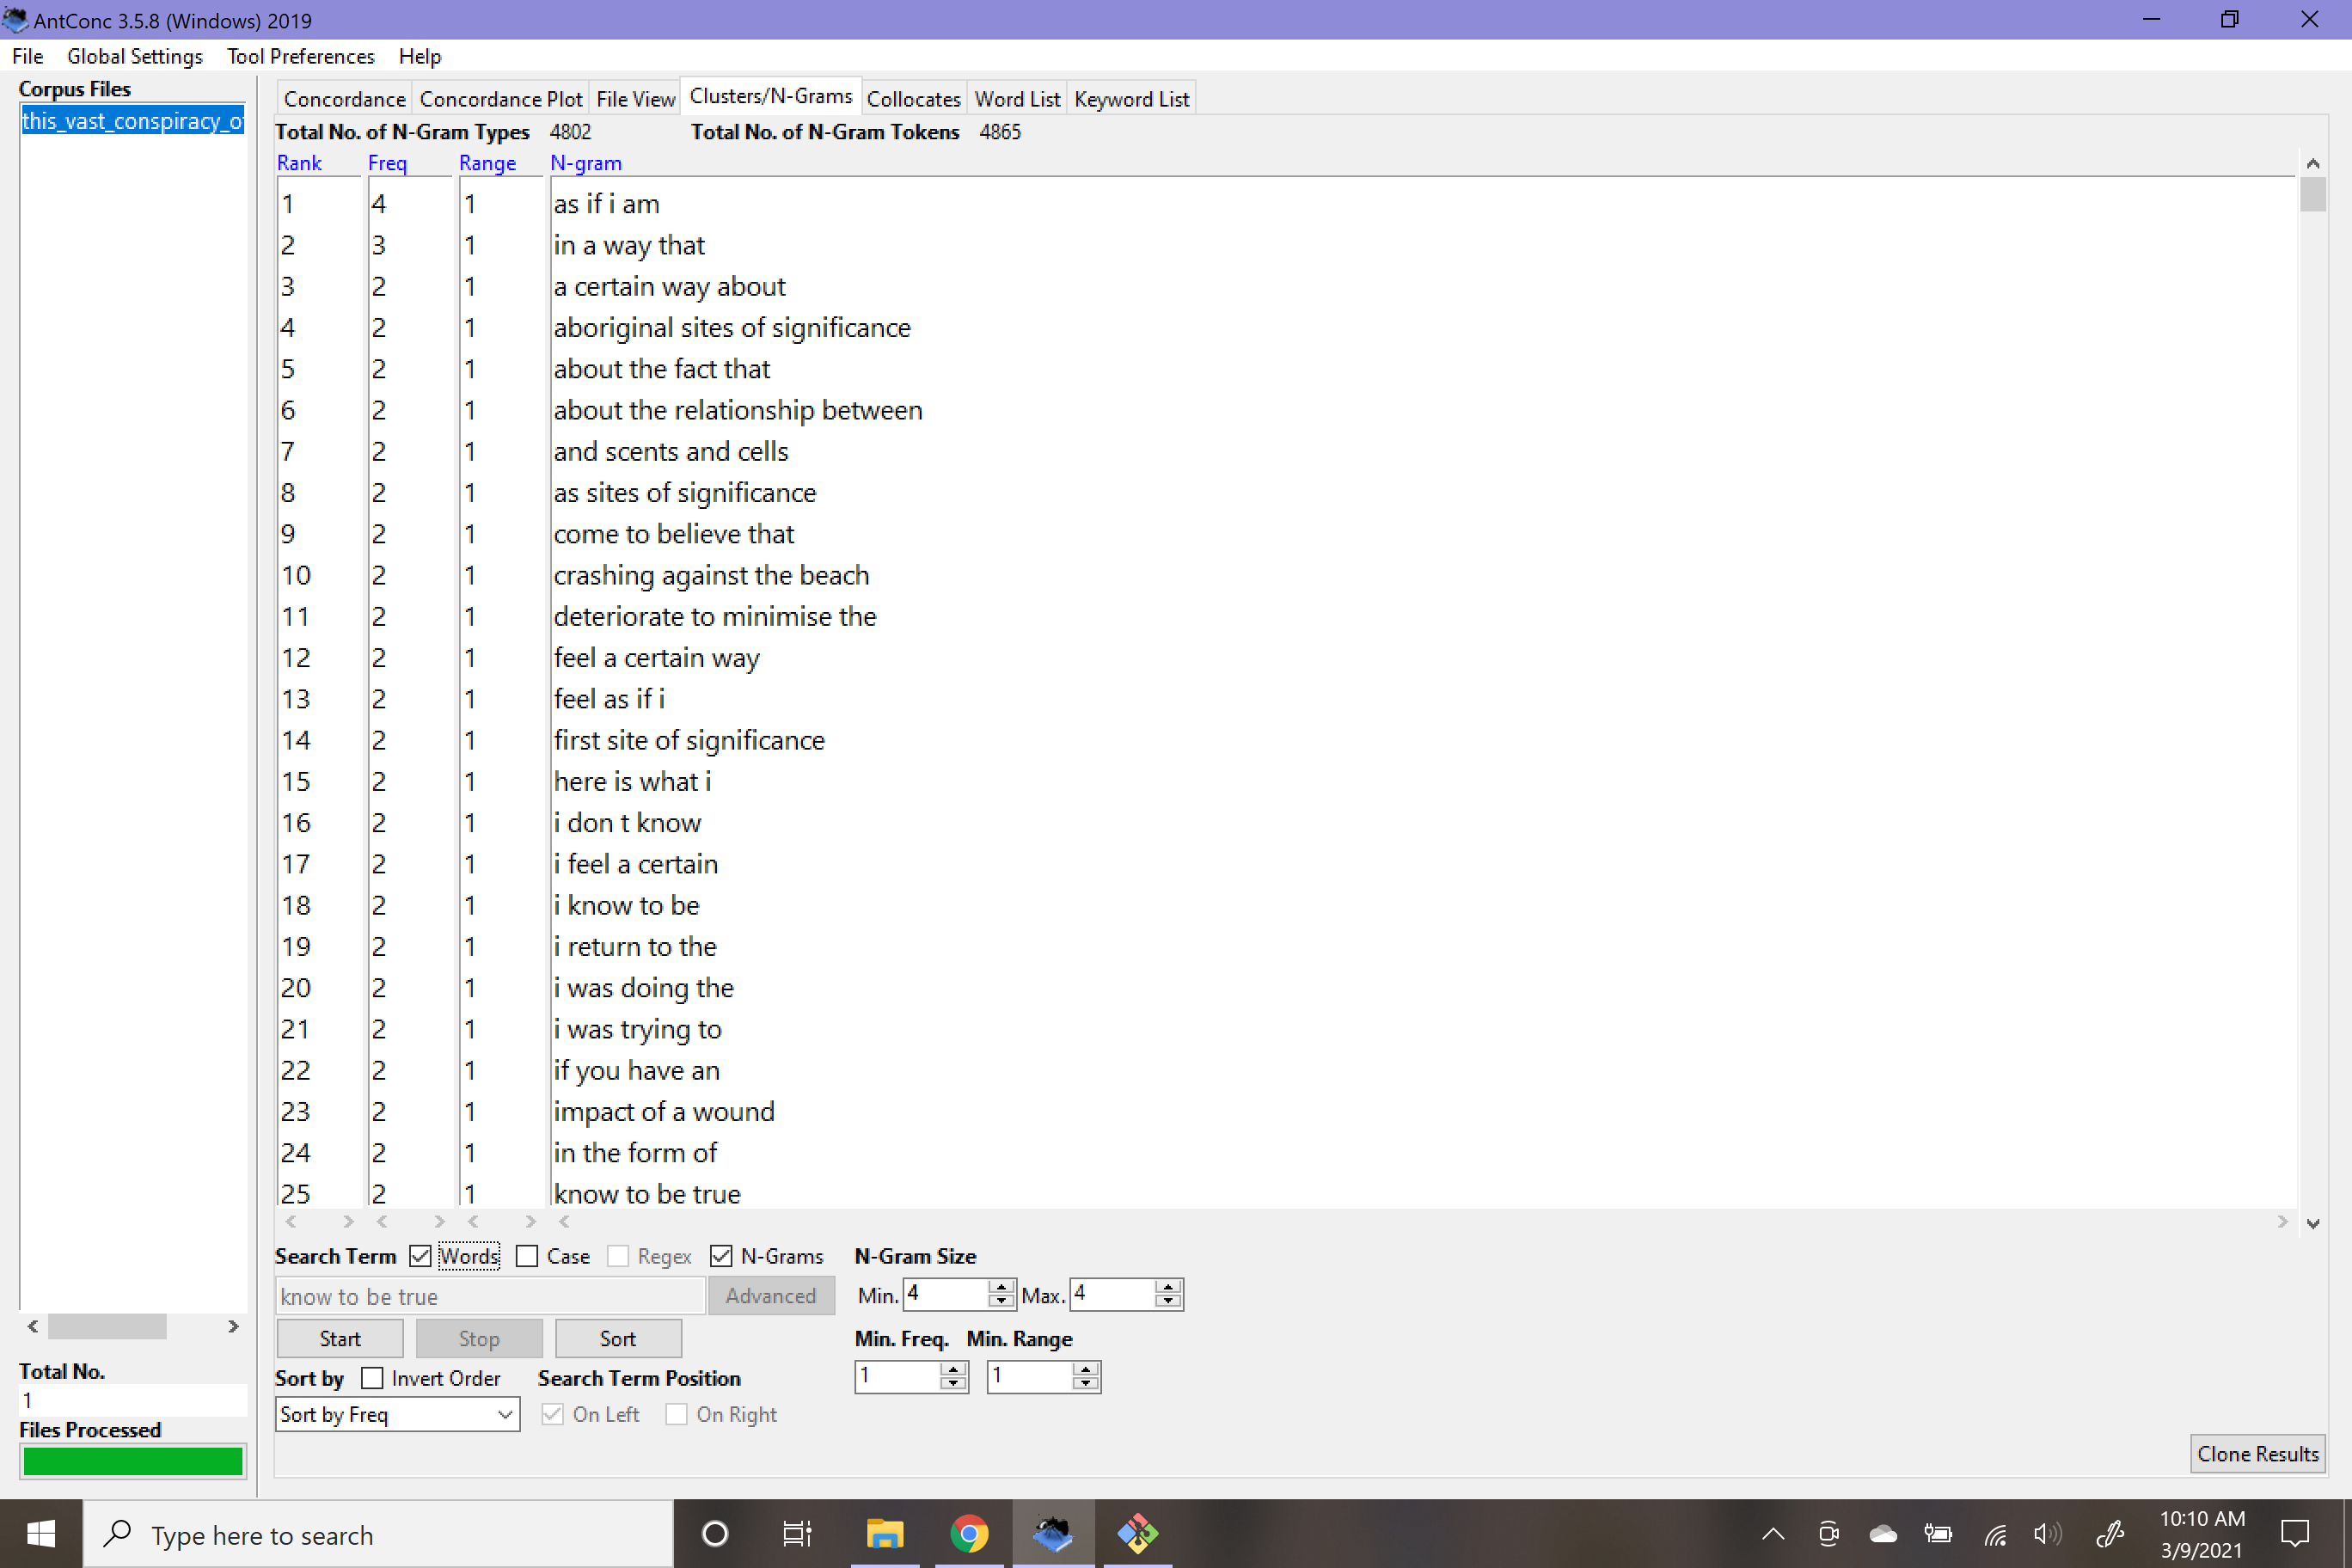 AntConc 3.5.8 (Windows) 2019
File Global Settings Tool Preferences Help
Corpus Files
this_vast_conspiracy_o
Concordance Concordance Plot File View Clusters/N-Grams Collocates Word List Keyword List
Total No. of N-Gram Types 4802 Total No. of N-Gram Tokens 4865
Rank Freq Range N-gram
1 4 1 as if i am
2 3 1 in a way that
3 2 1 a certain way about
4 2 1 aboriginal sites of significance
5 2 1 about the fact that
6 2 1 about the relationship between
7 2 1 and scents and cells
8 2 1 as sites of significance
9 2 1 come to believe that
10 2 1 crashing against the beach
11 2 1 deteriorate to minimise the
12 2 1 feel a certain way
13 2 1 feel as if i
14 2 1 first site of significance
15 2 1 here is what i
16 2 1 i don t know
17 2 1 i feel a certain
18 2 1 i know to be
19 2 1 i return to the
20 2 1 i was doing the
21 2 1 i was trying to
22 2 1 if you have an
23 2 1 impact of a wound
24 2 1 in the form of
25 2 1 know to be true
Search Term Words Case Regex N-Grams N-Gram Size
know to be true Advanced Min. 4 Max. 4
Start Stop Sort Min. Freq. Min. Range
Total No.
1
Sort by Invert Order Search Term Position 1 1
Sort by Freq On Left On Right
Files Processed
Clone Results
Type here to search
10:10 AM
3/9/2021